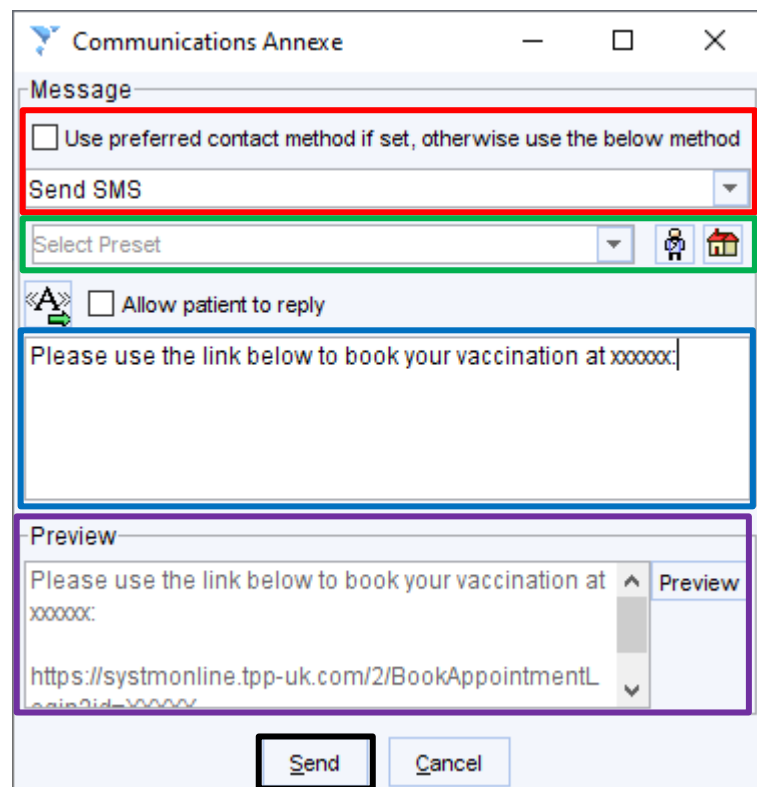 Communications Annexe
Message
Use preferred contact method if set, otherwise use the below method
Send SMS
Select Preset
«A» Allow patient to reply
Please use the link below to book your vaccination at xxxxxx:
Preview
Please use the link below to book your vaccination at
xxxxxx:
Preview
https://systmonline.tpp-uk.com/2/BookAppointmentL
Send Cancel